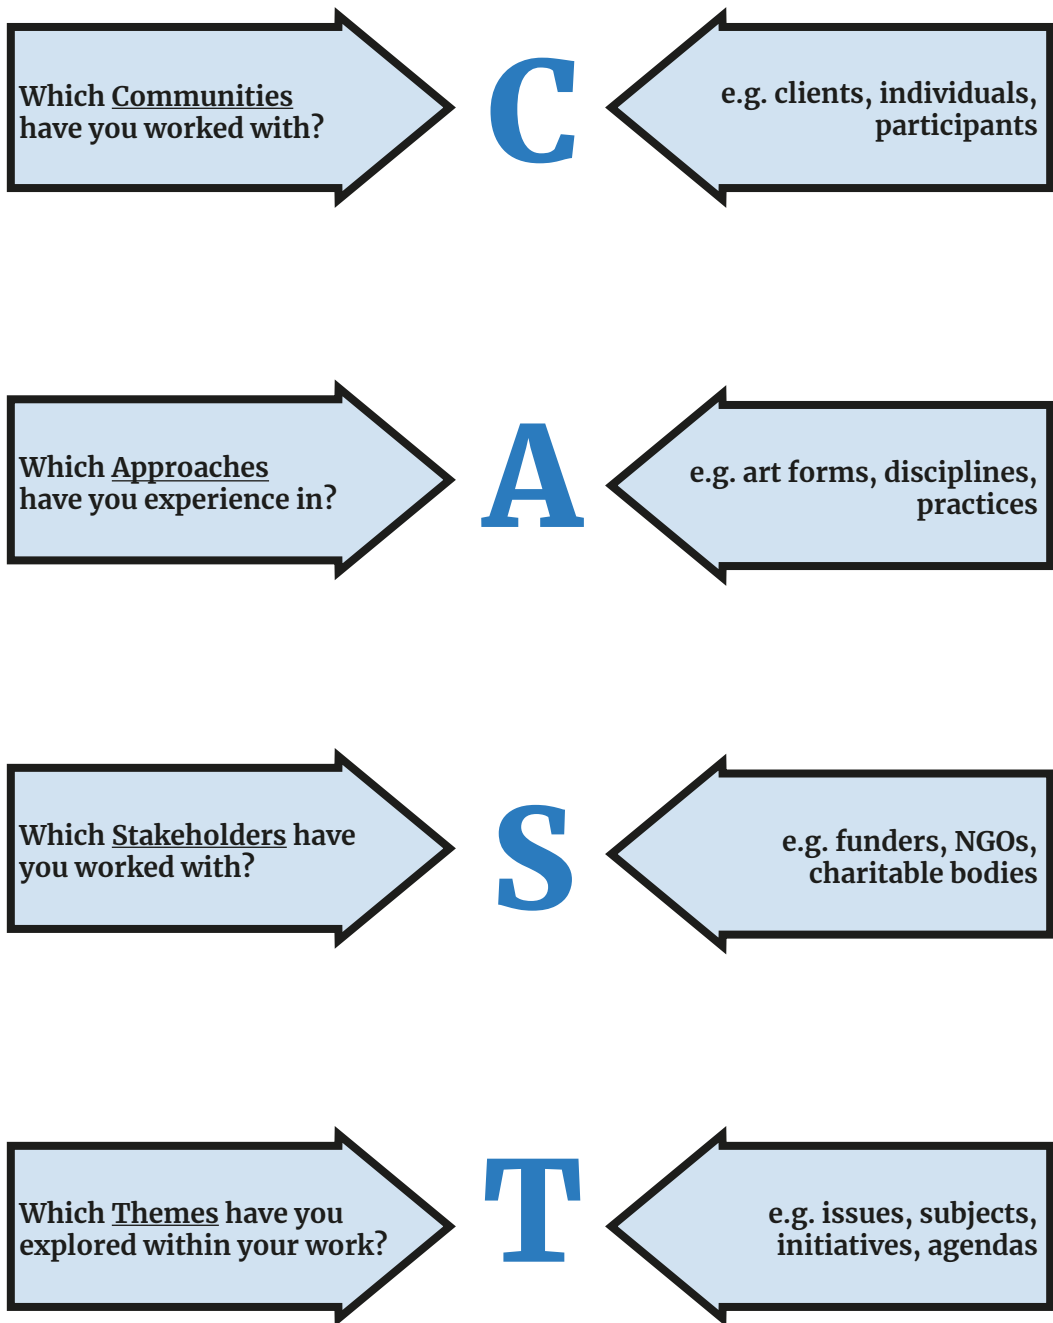 Which Communities
have you worked with?
C
e.g. clients, individuals,
participants
Which Approaches
have you experience in?
A
e.g. art forms, disciplines,
practices
Which Stakeholders have
you worked with?
S
e.g. funders, NGOs,
charitable bodies
Which Themes have you
explored within your work?
T
e.g. issues, subjects,
initiatives, agendas